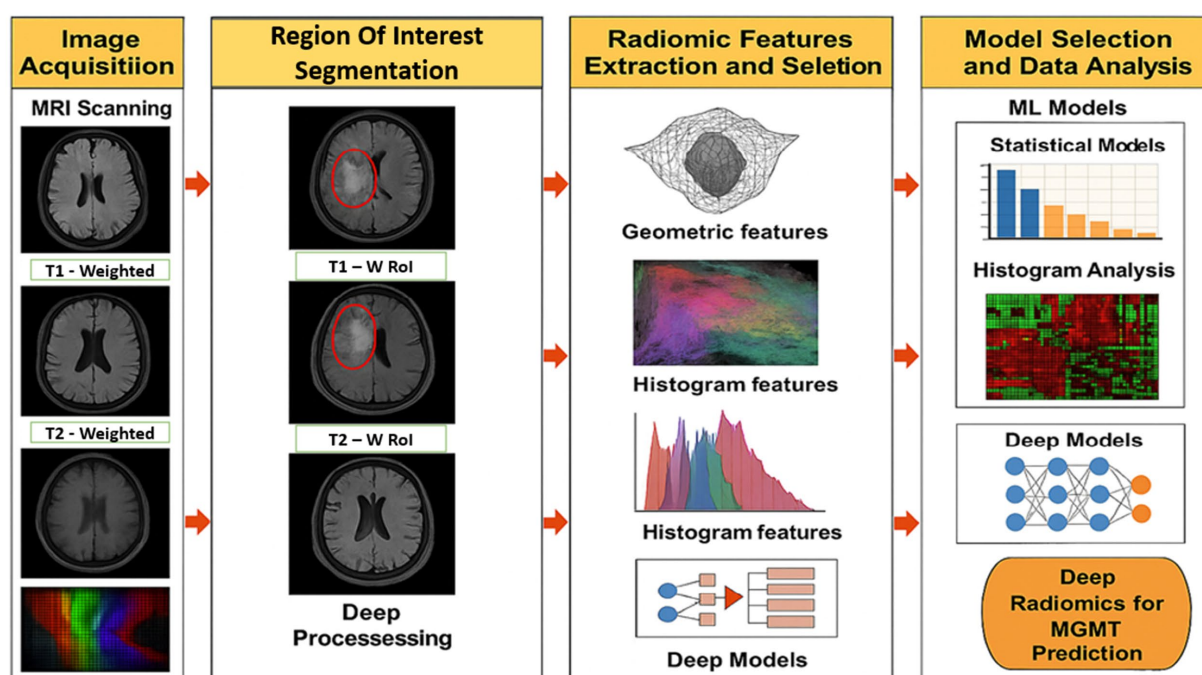 Image
Acquisitiion
MRI Scanning
T1 - Weighted
T2 - Weighted
Region Of Interest
Segmentation
T1 – W RoI
T2 – W RoI
Deep
Processessing
Radiomic Features
Extraction and Seletion
Geometric features
Histogram features
Histogram features
Deep Models
Model Selection
and Data Analysis
ML Models
Statistical Models
Histogram Analysis
Deep Models
Deep
Radiomics for
MGMT
Prediction